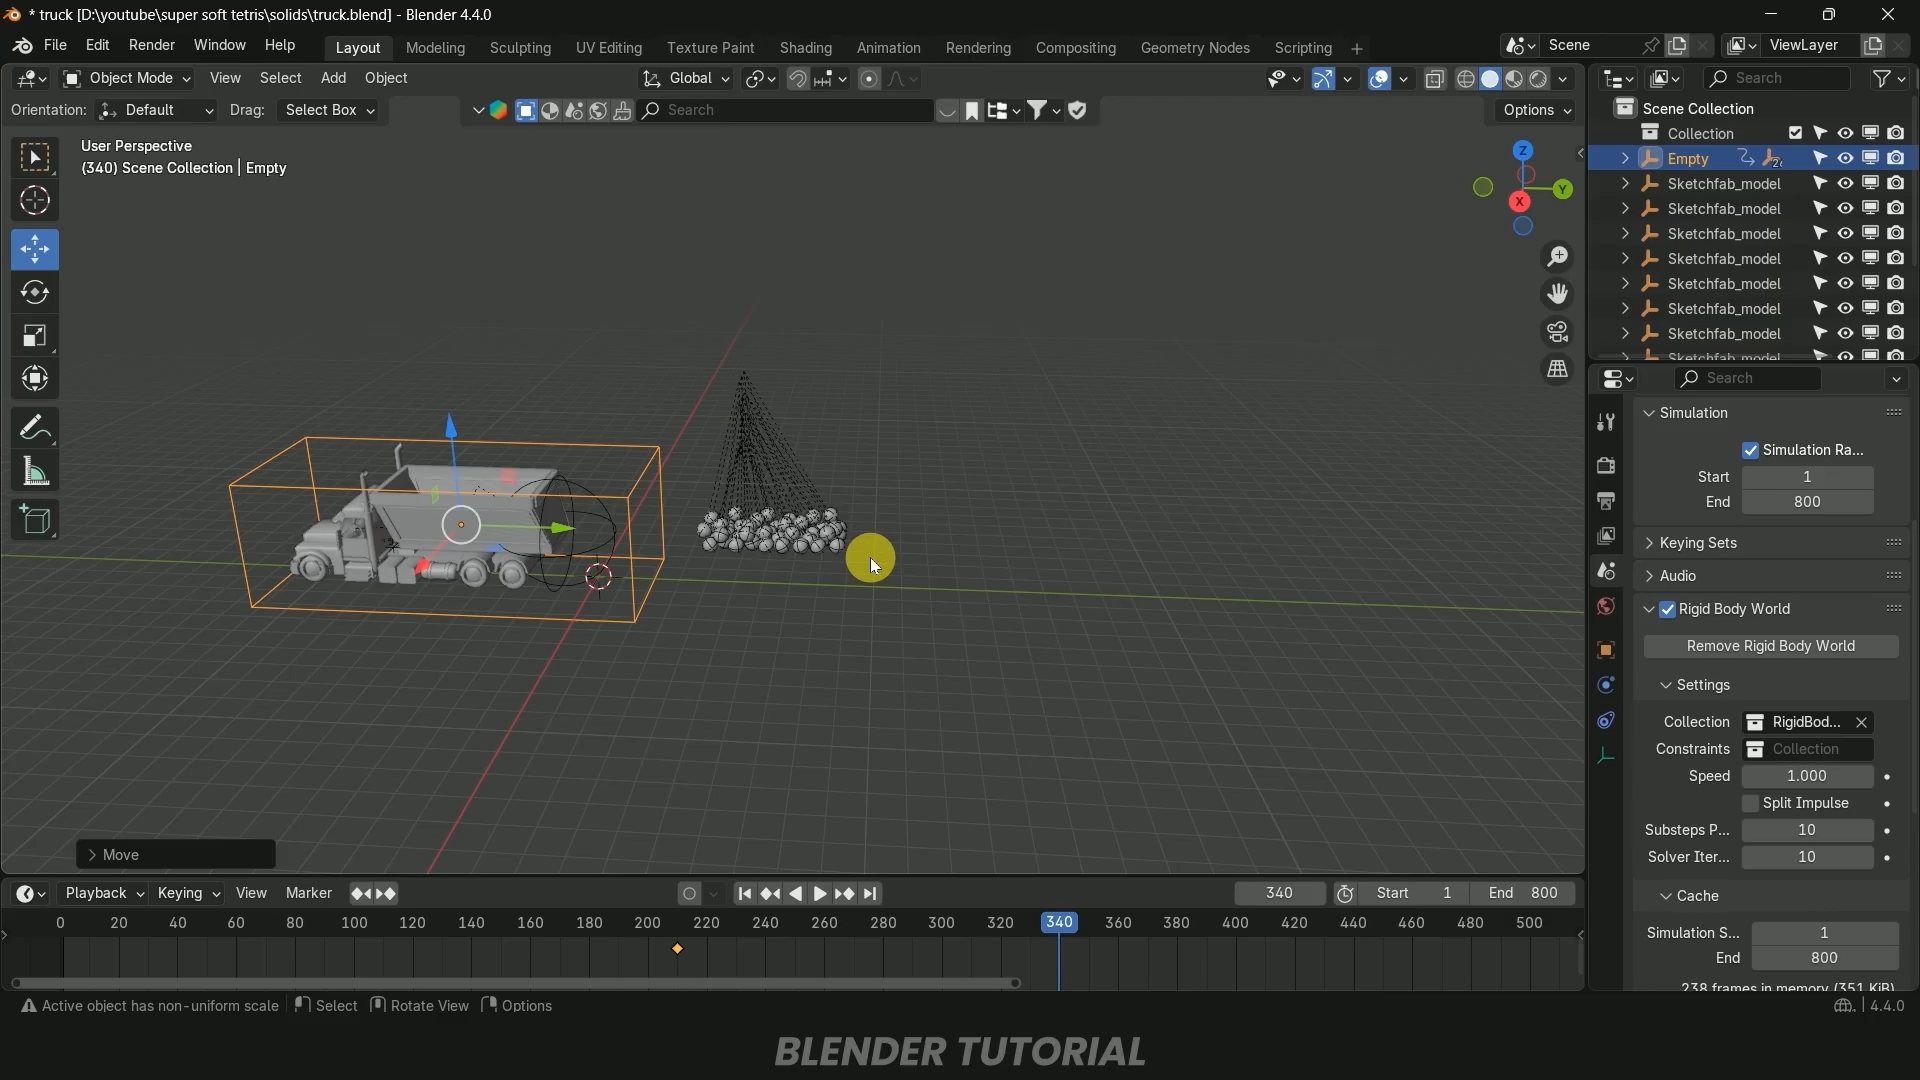 * truck [D:\youtube\super soft tetris\solids\truck.blend] - Blender 4.4.0
File Edit Render Window Help Layout Modeling Sculpting UV Editing Texture Paint Shading Animation Rendering Compositing Geometry Nodes Scripting + Scene ViewLayer
Object Mode View Select Add Object Global Search
Orientation: Default Drag: Select Box Search Options
User Perspective
(340) Scene Collection | Empty
Z
Y
X
Scene Collection
Collection
Empty
Sketchfab_model
Sketchfab_model
Sketchfab_model
Sketchfab_model
Sketchfab_model
Sketchfab_model
Sketchfab_model
Sketchfab_model
Search
Simulation
Simulation Ra...
Start 1
End 800
Keying Sets
Audio
Rigid Body World
Remove Rigid Body World
Settings
Collection RigidBod...
Constraints Collection
Speed 1.000
Split Impulse
Substeps P... 10
Solver Iter... 10
Cache
Simulation S... 1
End 800
238 frames in memory (351 KiB)
Move
Playback Keying View Marker 340 Start 1 End 800
0 20 40 60 80 100 120 140 160 180 200 220 240 260 280 300 320 340 360 380 400 420 440 460 480 500
Active object has non-uniform scale Select Rotate View Options 4.4.0
BLENDER TUTORIAL